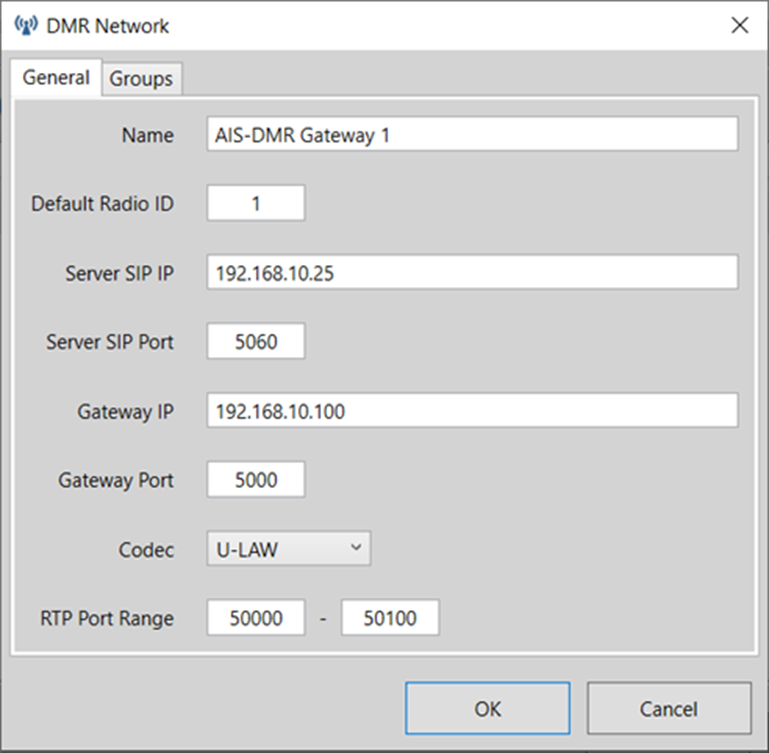 DMR Network
General Groups
Name AIS-DMR Gateway 1
Default Radio ID 1
Server SIP IP 192.168.10.25
Server SIP Port 5060
Gateway IP 192.168.10.100
Gateway Port 5000
Codec U-LAW
RTP Port Range 50000 - 50100
OK Cancel